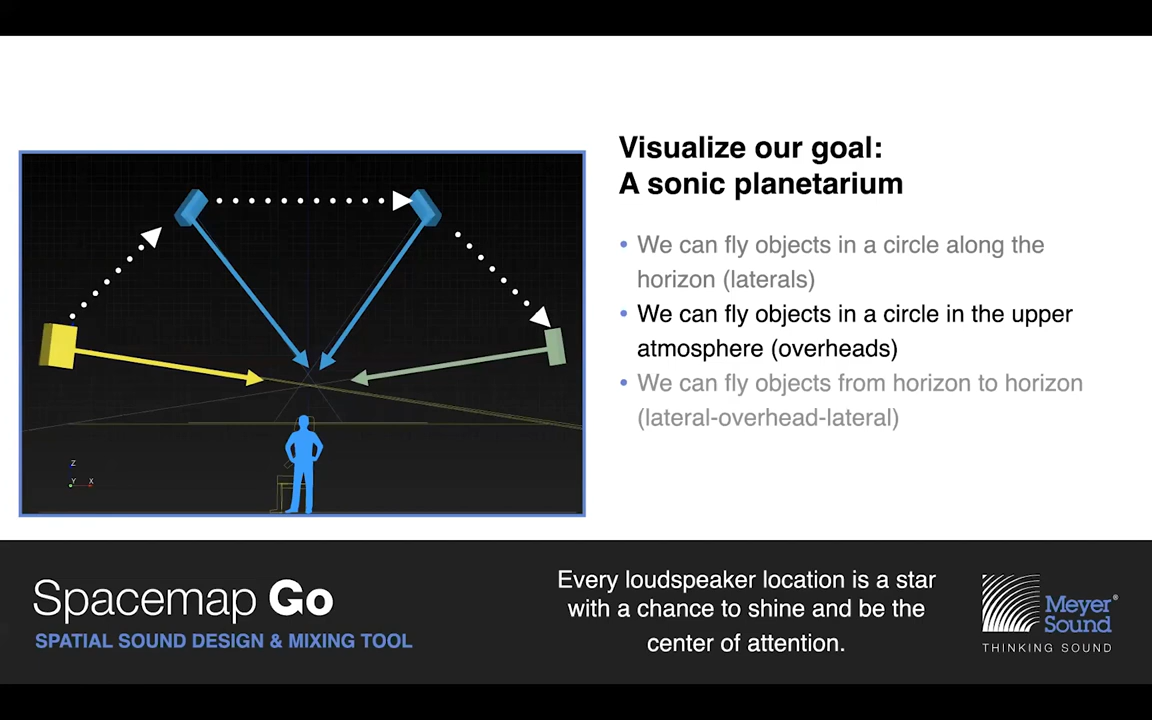 Visualize our goal:
A sonic planetarium
• We can fly objects in a circle along the
horizon (laterals)
• We can fly objects in a circle in the upper
atmosphere (overheads)
• We can fly objects from horizon to horizon
(lateral-overhead-lateral)
Z
Y X
Spacemap Go
SPATIAL SOUND DESIGN & MIXING TOOL
Every loudspeaker location is a star
with a chance to shine and be the
center of attention.
Meyer®
Sound
THINKING SOUND